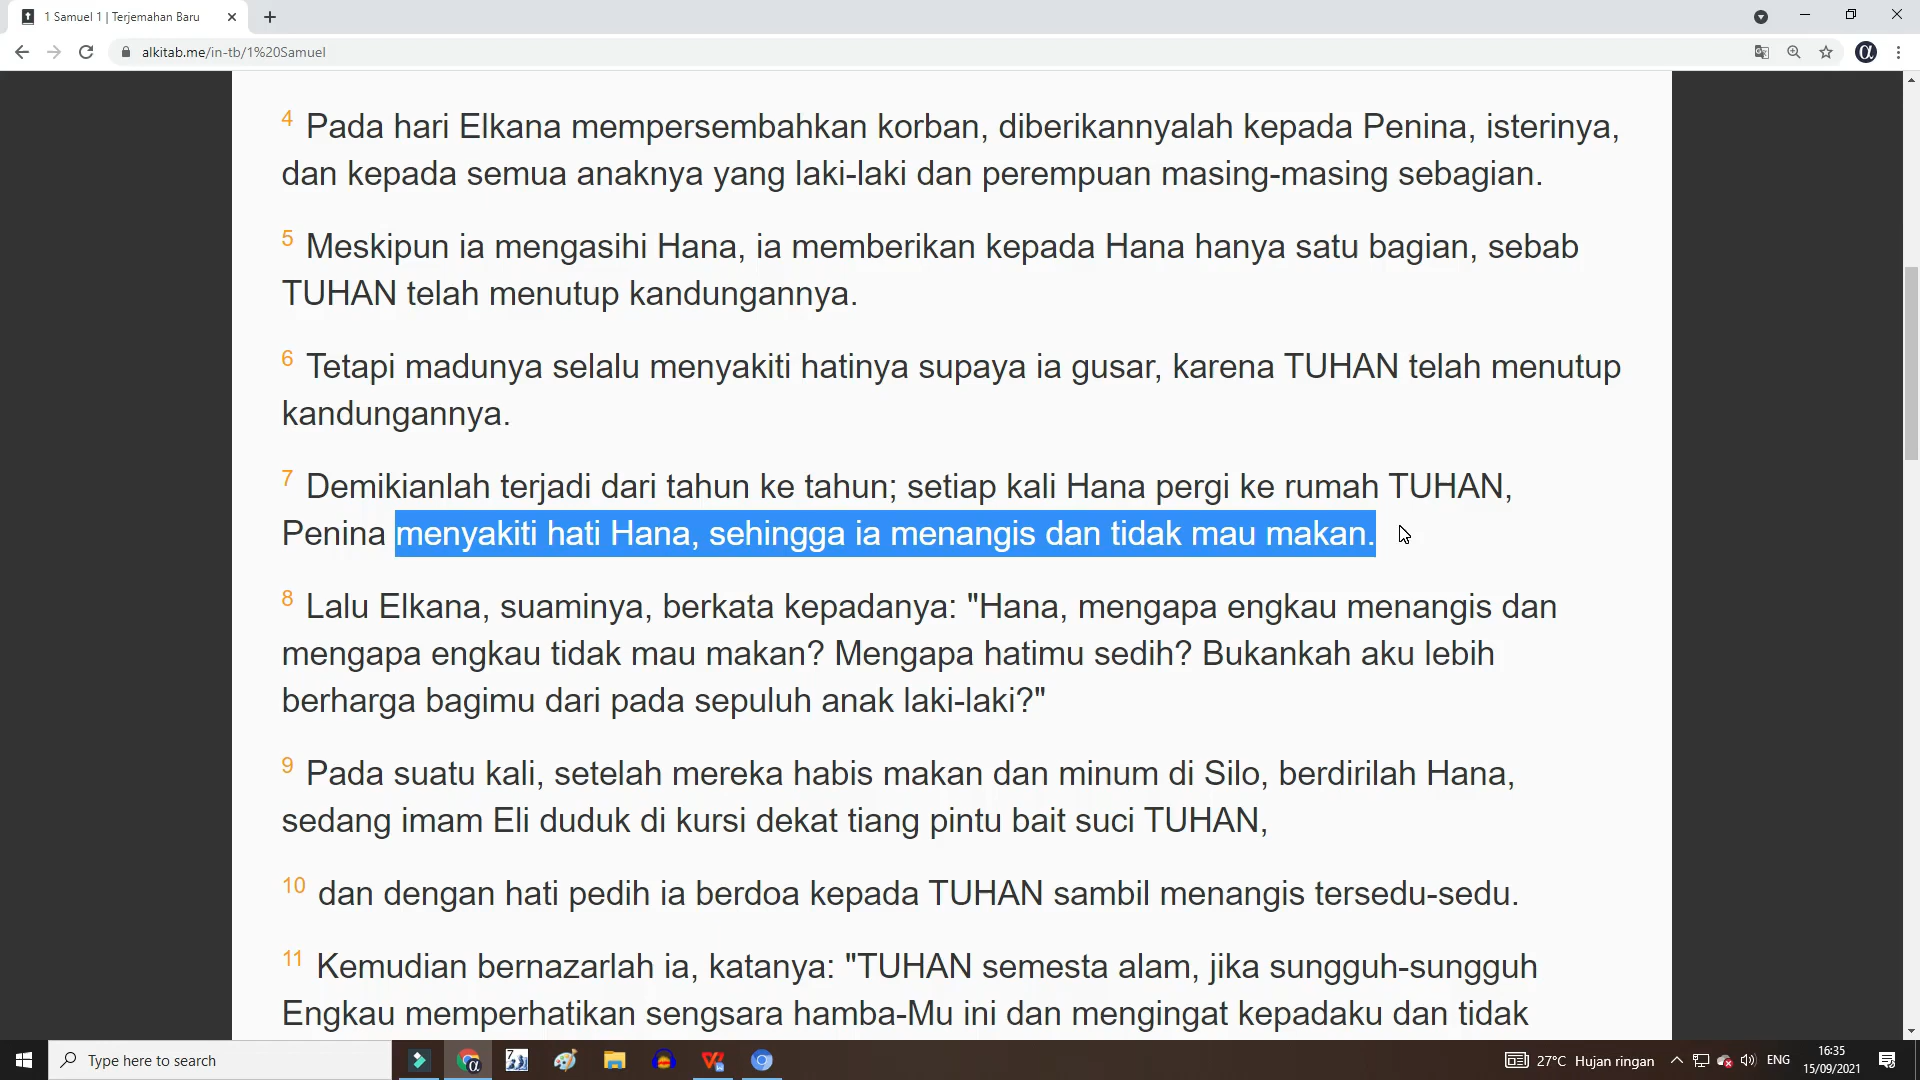 1 Samuel 1 | Terjemahan Baru
alkitab.me/in-tb/1%20Samuel
4 Pada hari Elkana mempersembahkan korban, diberikannyalah kepada Penina, isterinya,
dan kepada semua anaknya yang laki-laki dan perempuan masing-masing sebagian.
5 Meskipun ia mengasihi Hana, ia memberikan kepada Hana hanya satu bagian, sebab
TUHAN telah menutup kandungannya.
6 Tetapi madunya selalu menyakiti hatinya supaya ia gusar, karena TUHAN telah menutup
kandungannya.
7 Demikianlah terjadi dari tahun ke tahun; setiap kali Hana pergi ke rumah TUHAN,
Penina menyakiti hati Hana, sehingga ia menangis dan tidak mau makan.
8 Lalu Elkana, suaminya, berkata kepadanya: "Hana, mengapa engkau menangis dan
mengapa engkau tidak mau makan? Mengapa hatimu sedih? Bukankah aku lebih
berharga bagimu dari pada sepuluh anak laki-laki?"
9 Pada suatu kali, setelah mereka habis makan dan minum di Silo, berdirilah Hana,
sedang imam Eli duduk di kursi dekat tiang pintu bait suci TUHAN,
10 dan dengan hati pedih ia berdoa kepada TUHAN sambil menangis tersedu-sedu.
11 Kemudian bernazarlah ia, katanya: "TUHAN semesta alam, jika sungguh-sungguh
Engkau memperhatikan sengsara hamba-Mu ini dan mengingat kepadaku dan tidak
Type here to search
27°C Hujan ringan
ENG
16:35
15/09/2021